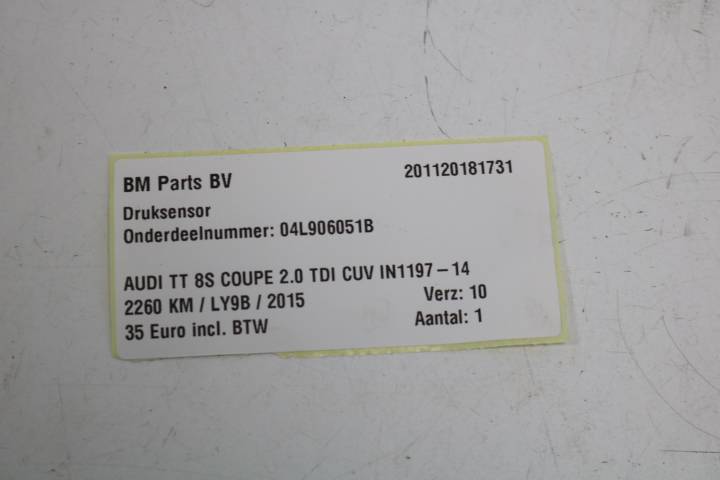 BM Parts BV 201120181731
Druksensor
Onderdeelnummer: 04L906051B
AUDI TT 8S COUPE 2.0 TDI CUV IN1197-14
2260 KM / LY9B / 2015 Verz: 10
35 Euro incl. BTW Aantal: 1